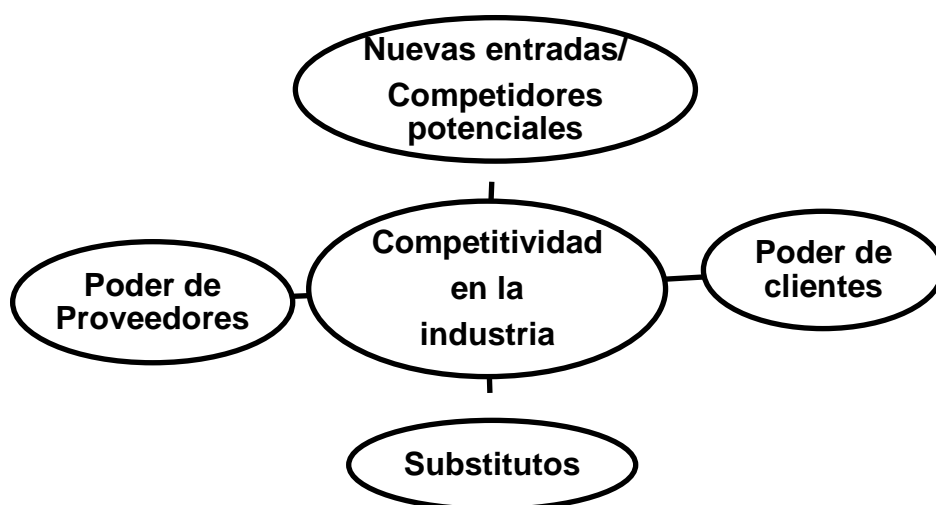 Nuevas entradas/
Competidores
potenciales
Competitividad
en la
industria
Poder de
clientes
Poder de
Proveedores
Substitutos